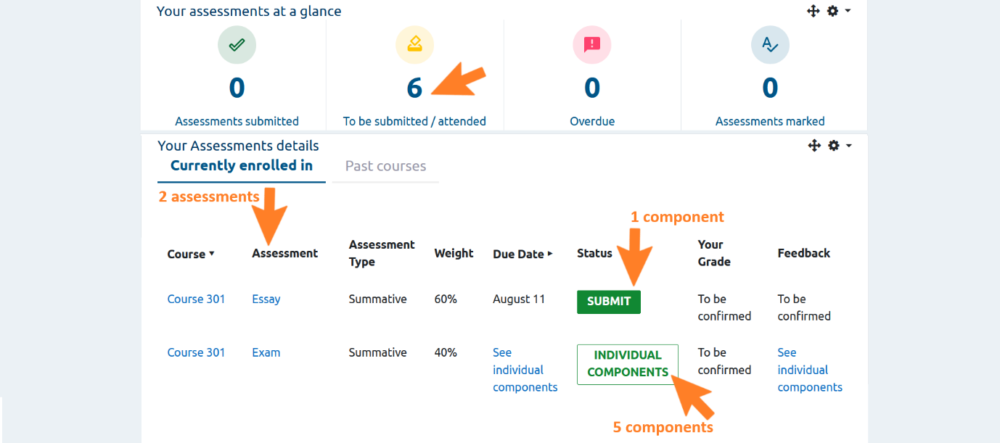 Your assessments at a glance
0
6
0
0
Assessments submitted
To be submitted / attended
Overdue
Assessments marked
Your Assessments details
Currently enrolled in
Past courses
2 assessments
1 component
Course
Assessment
Assessment
Type
Weight
Due Date
Status
Your
Grade
Feedback
Course 301
Essay
Summative
60%
August 11
SUBMIT
To be
confirmed
To be
confirmed
Course 301
Exam
Summative
40%
See
individual
components
INDIVIDUAL
COMPONENTS
To be
confirmed
See
individual
components
5 components